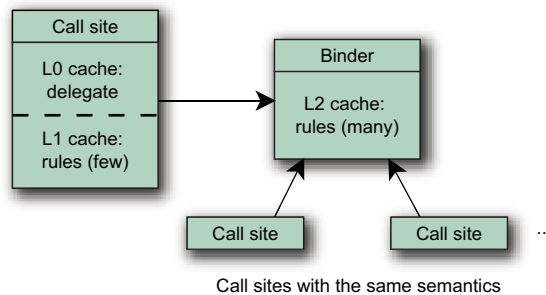 Call site
L0 cache:
delegate
L1 cache:
rules (few)
Binder
L2 cache:
rules (many)
Call site
Call site
..
Call sites with the same semantics